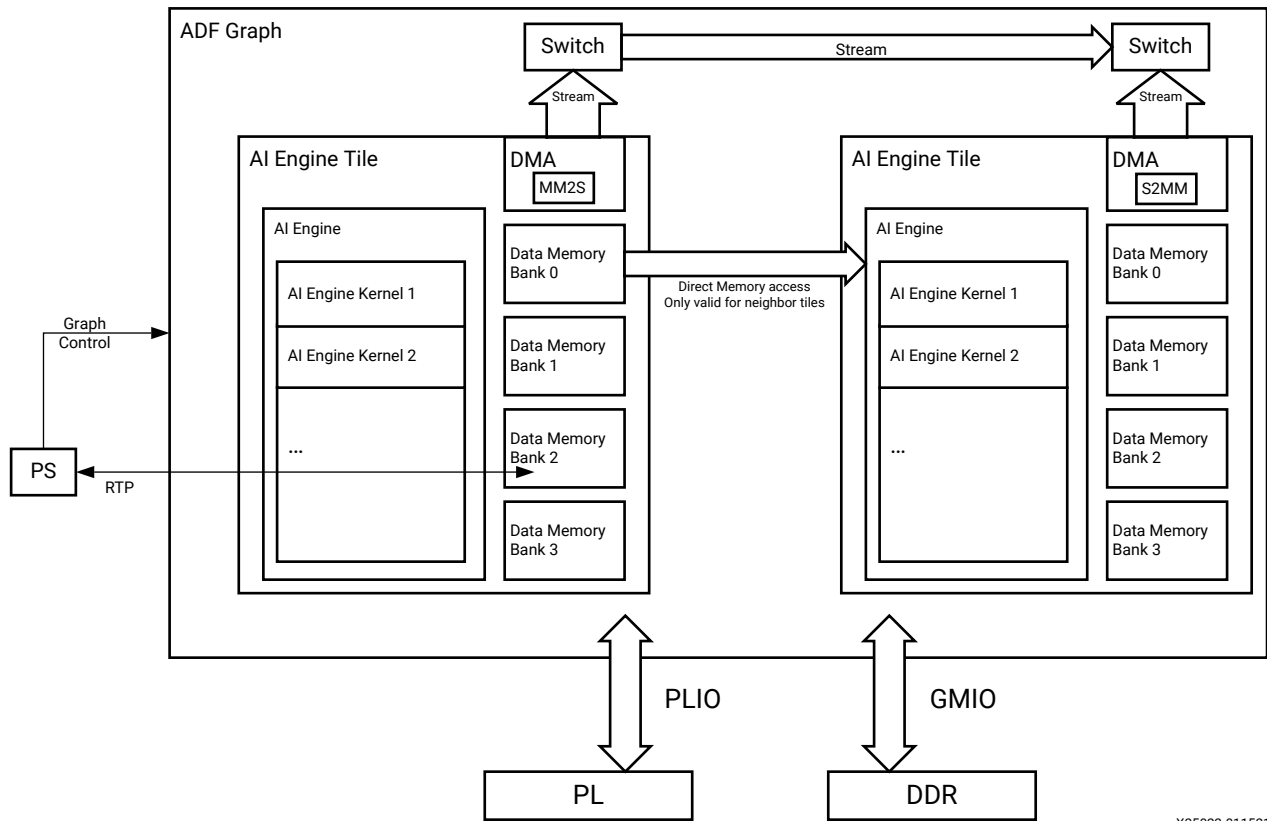 ADF Graph
Switch
Stream
Switch
Stream
Stream
AI Engine Tile
DMA
MM2S
AI Engine
AI Engine Kernel 1
AI Engine Kernel 2
...
Data Memory
Bank 0
Data Memory
Bank 1
Data Memory
Bank 2
Data Memory
Bank 3
Direct Memory access
Only valid for neighbor tiles
AI Engine Tile
DMA
S2MM
AI Engine
AI Engine Kernel 1
AI Engine Kernel 2
...
Data Memory
Bank 0
Data Memory
Bank 1
Data Memory
Bank 2
Data Memory
Bank 3
Graph
Control
PS
RTP
PLIO
GMIO
PL
DDR